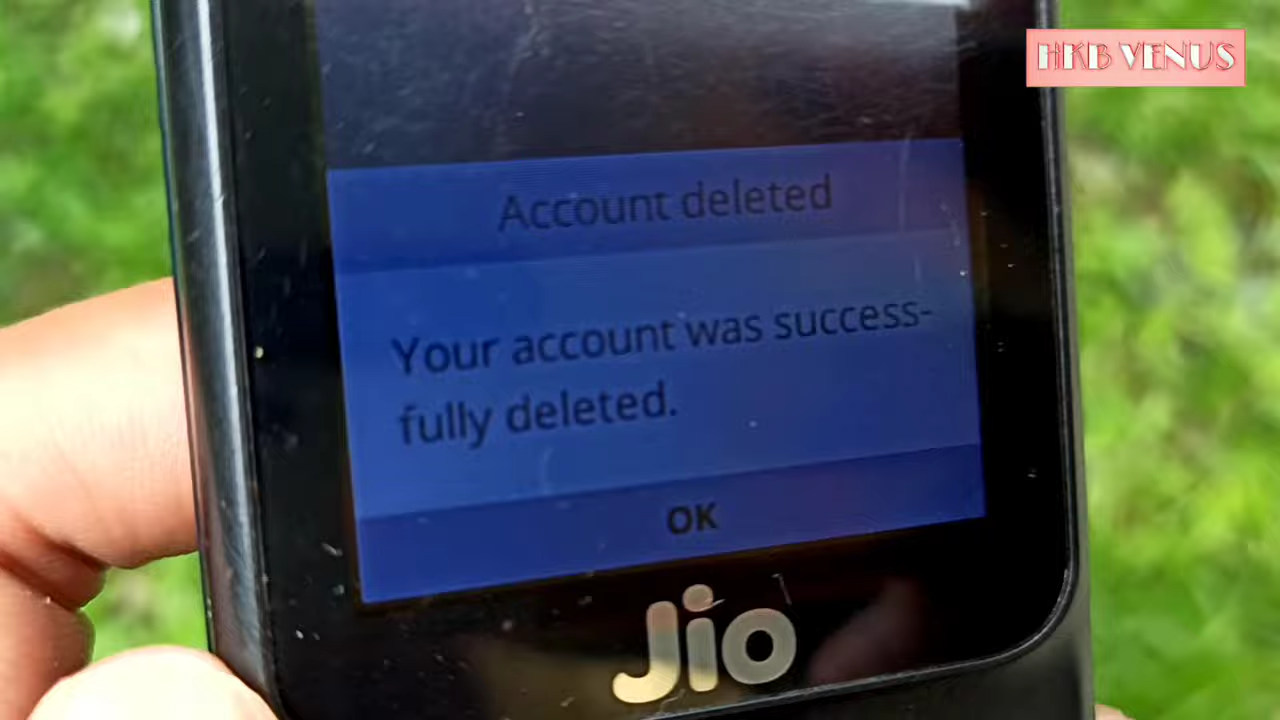 HKB VENUS
Account deleted
Your account was success-
fully deleted.
OK
Jio